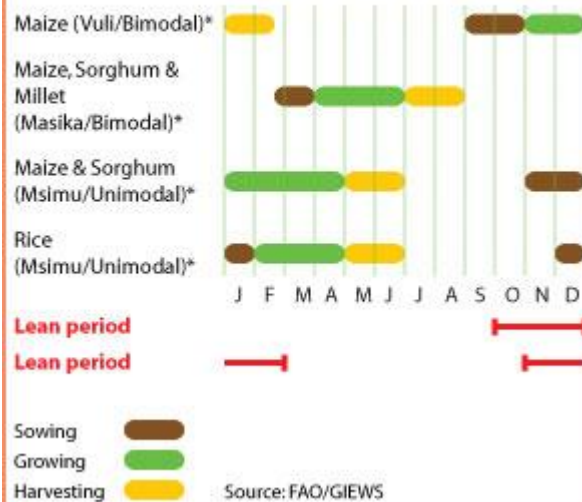 Maize (Vuli/Bimodal)*
Maize, Sorghum &
Millet
(Masika/Bimodal)*
Maize & Sorghum
(Msimu/Unimodal)*
Rice
(Msimu/Unimodal)*
J F M A M J J A S O N D
Lean period
Lean period
Sowing
Growing
Harvesting
Source: FAO/GIEWS